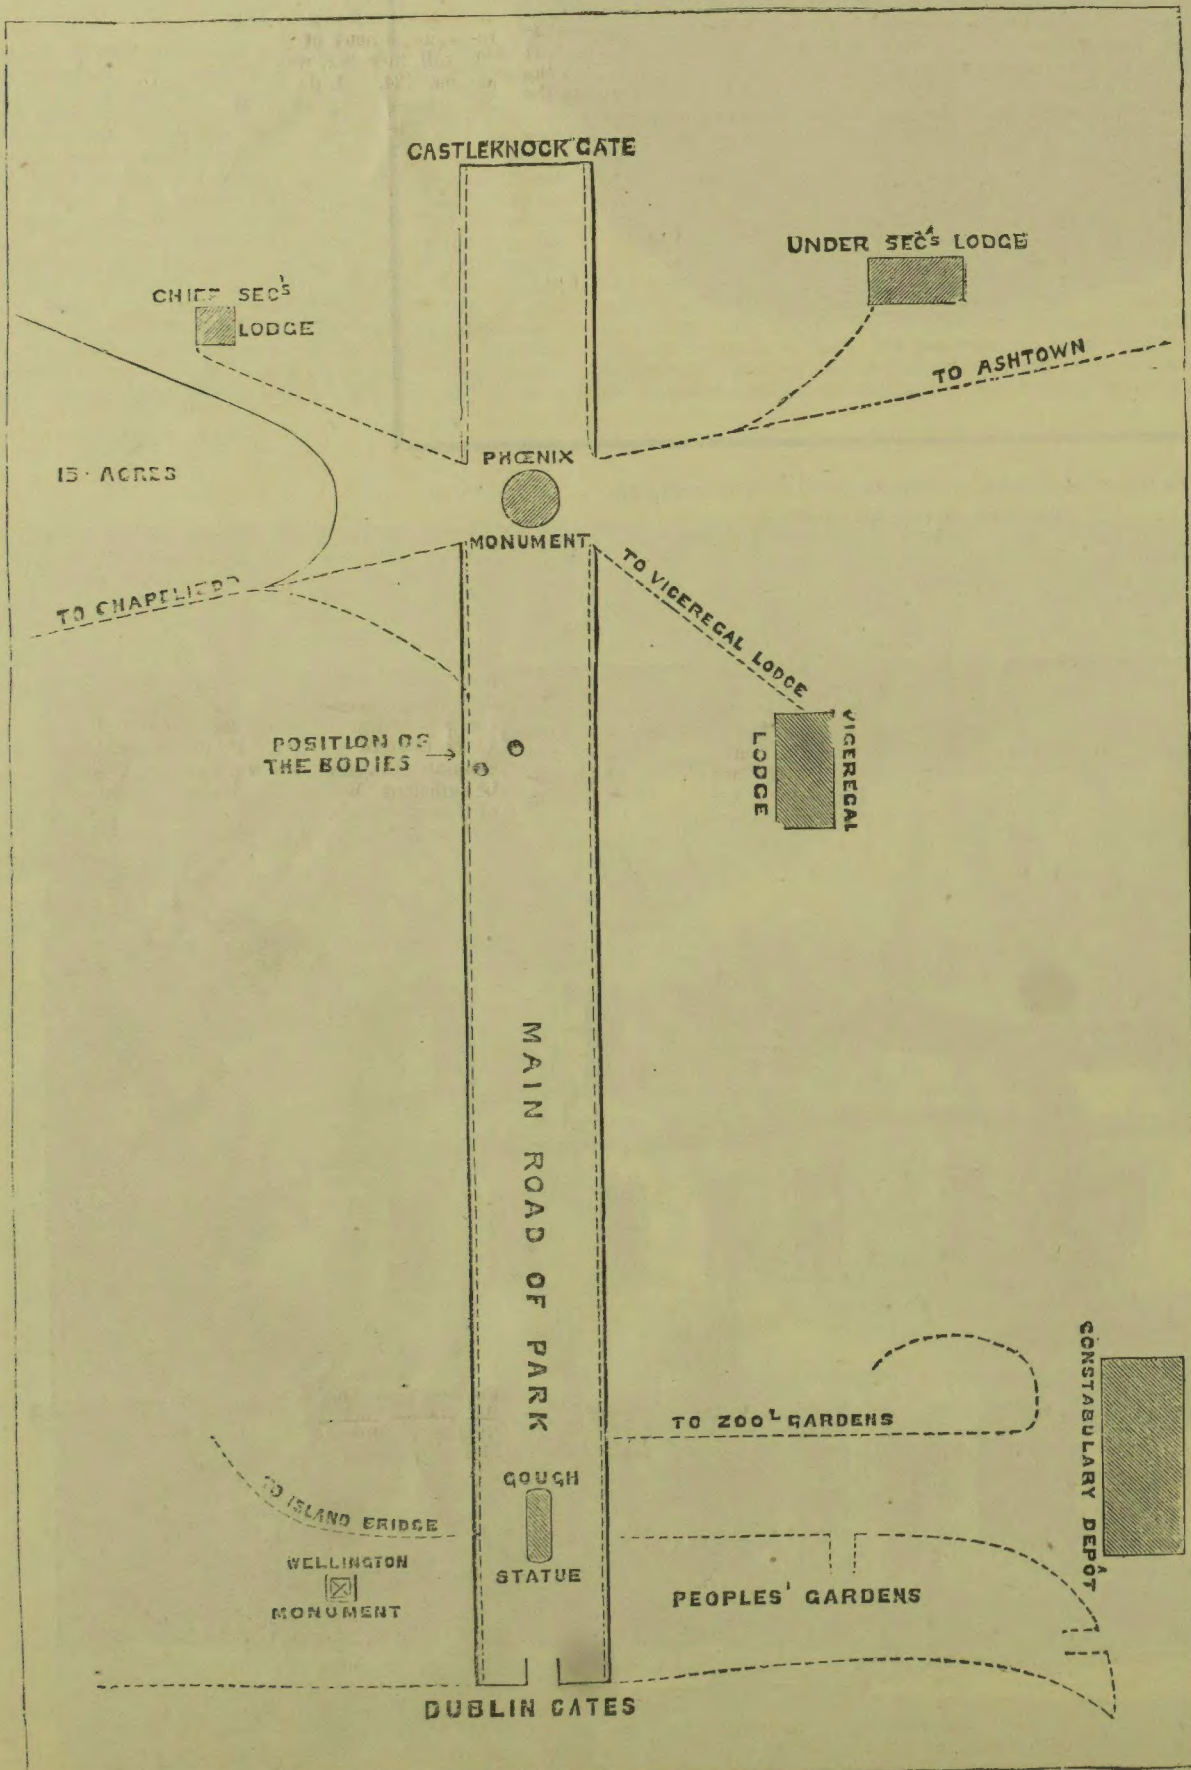 CASTLEKNOCK GATE
UNDER SEC'S LODGE
CHIEF SEC'S
LODGE
TO ASHTOWN
15 ACRES
PHŒNIX
MONUMENT
TO CHAPELIZOD
TO VICEREGAL LODGE
VICEREGAL
LODGE
POSITION OF
THE BODIES
MAIN ROAD OF PARK
TO ZOOL GARDENS
CONSTABULARY DEPÔT
GOUGH
STATUE
TO ISLAND BRIDGE
WELLINGTON
MONUMENT
PEOPLES' GARDENS
DUBLIN GATES